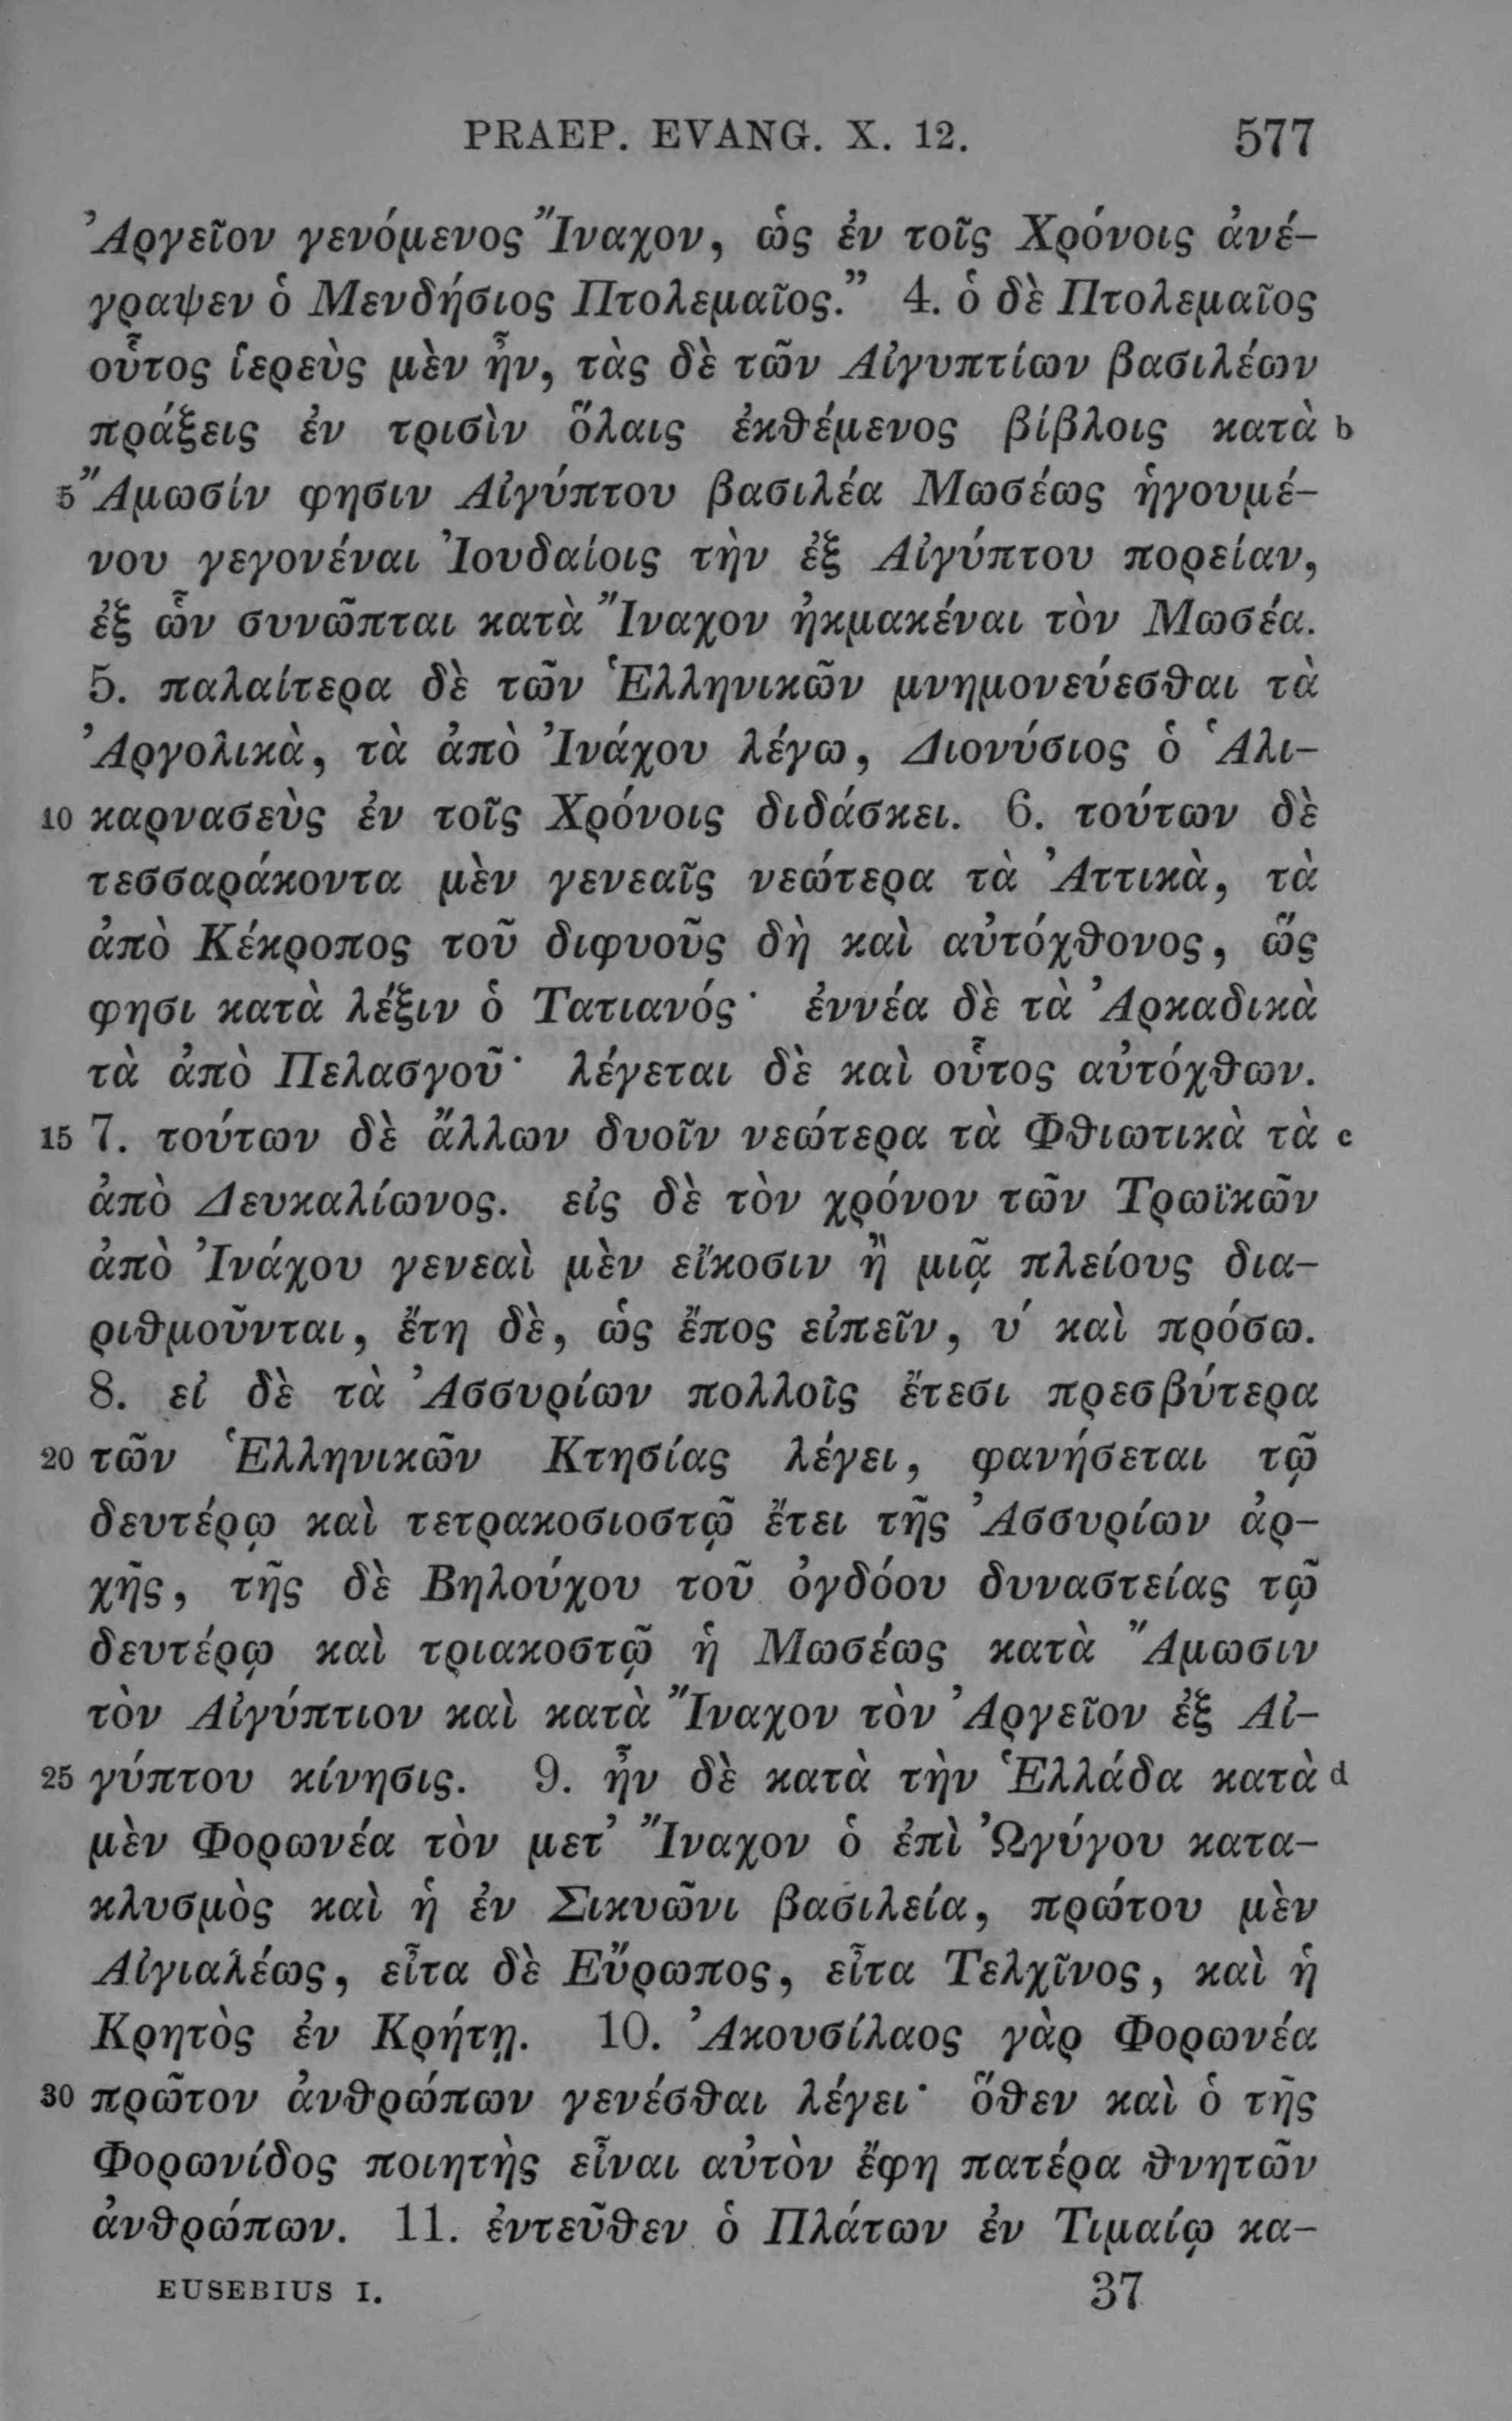 PRAEP. EVANG. X. 12. 577
Ἀργεῖον γενόμενος Ἴναχον, ὡς ἐν τοῖς Χρόνοις ἀνέ-
γραψεν ὁ Μενδήσιος Πτολεμαῖος.” 4. ὁ δὲ Πτολεμαῖος
οὗτος ἱερεὺς μὲν ἦν, τὰς δὲ τῶν Αἰγυπτίων βασιλέων
πράξεις ἐν τρισὶν ὅλαις ἐκθέμενος βίβλοις κατὰ b
5 Ἄμωσίν φησιν Αἰγύπτου βασιλέα Μωσέως ἡγουμέ-
νου γεγονέναι Ἰουδαίοις τὴν ἐξ Αἰγύπτου πορείαν,
ἐξ ὧν συνῶπται κατὰ Ἴναχον ἠκμακέναι τὸν Μωσέα.
5. παλαίτερα δὲ τῶν Ἑλληνικῶν μνημονεύεσθαι τὰ
Ἀργολικὰ, τὰ ἀπὸ Ἰνάχου λέγω, Διονύσιος ὁ Ἁλι-
10 καρνασεὺς ἐν τοῖς Χρόνοις διδάσκει. 6. τούτων δὲ
τεσσαράκοντα μὲν γενεαῖς νεώτερα τὰ Ἀττικὰ, τὰ
ἀπὸ Κέκροπος τοῦ διφυοῦς δὴ καὶ αὐτόχθονος, ὥς
φησι κατὰ λέξιν ὁ Τατιανός· ἐννέα δὲ τὰ Ἀρκαδικὰ
τὰ ἀπὸ Πελασγοῦ· λέγεται δὲ καὶ οὗτος αὐτόχθων.
15 7. τούτων δὲ ἄλλων δυοῖν νεώτερα τὰ Φθιωτικὰ τὰ c
ἀπὸ Δευκαλίωνος. εἰς δὲ τὸν χρόνον τῶν Τρωϊκῶν
ἀπὸ Ἰνάχου γενεαὶ μὲν εἴκοσιν ἢ μιᾷ πλείους δια-
ριθμοῦνται, ἔτη δὲ, ὡς ἔπος εἰπεῖν, υ΄ καὶ πρόσω.
8. εἰ δὲ τὰ Ἀσσυρίων πολλοῖς ἔτεσι πρεσβύτερα
20 τῶν Ἑλληνικῶν Κτησίας λέγει, φανήσεται τῷ
δευτέρῳ καὶ τετρακοσιοστῷ ἔτει τῆς Ἀσσυρίων ἀρ-
χῆς, τῆς δὲ Βηλούχου τοῦ ὀγδόου δυναστείας τῷ
δευτέρῳ καὶ τριακοστῷ ἡ Μωσέως κατὰ Ἄμωσιν
τὸν Αἰγύπτιον καὶ κατὰ Ἴναχον τὸν Ἀργεῖον ἐξ Αἰ-
25 γύπτου κίνησις. 9. ἦν δὲ κατὰ τὴν Ἑλλάδα κατὰ d
μὲν Φορωνέα τὸν μετ’ Ἴναχον ὁ ἐπὶ Ὠγύγου κατα-
κλυσμὸς καὶ ἡ ἐν Σικυῶνι βασιλεία, πρώτου μὲν
Αἰγιαλέως, εἶτα δὲ Εὔρωπος, εἶτα Τελχῖνος, καὶ ἡ
Κρητὸς ἐν Κρήτῃ. 10. Ἀκουσίλαος γὰρ Φορωνέα
30 πρῶτον ἀνθρώπων γενέσθαι λέγει· ὅθεν καὶ ὁ τῆς
Φορωνίδος ποιητὴς εἶναι αὐτὸν ἔφη πατέρα θνητῶν
ἀνθρώπων. 11. ἐντεῦθεν ὁ Πλάτων ἐν Τιμαίῳ κα-
EUSEBIUS I. 37